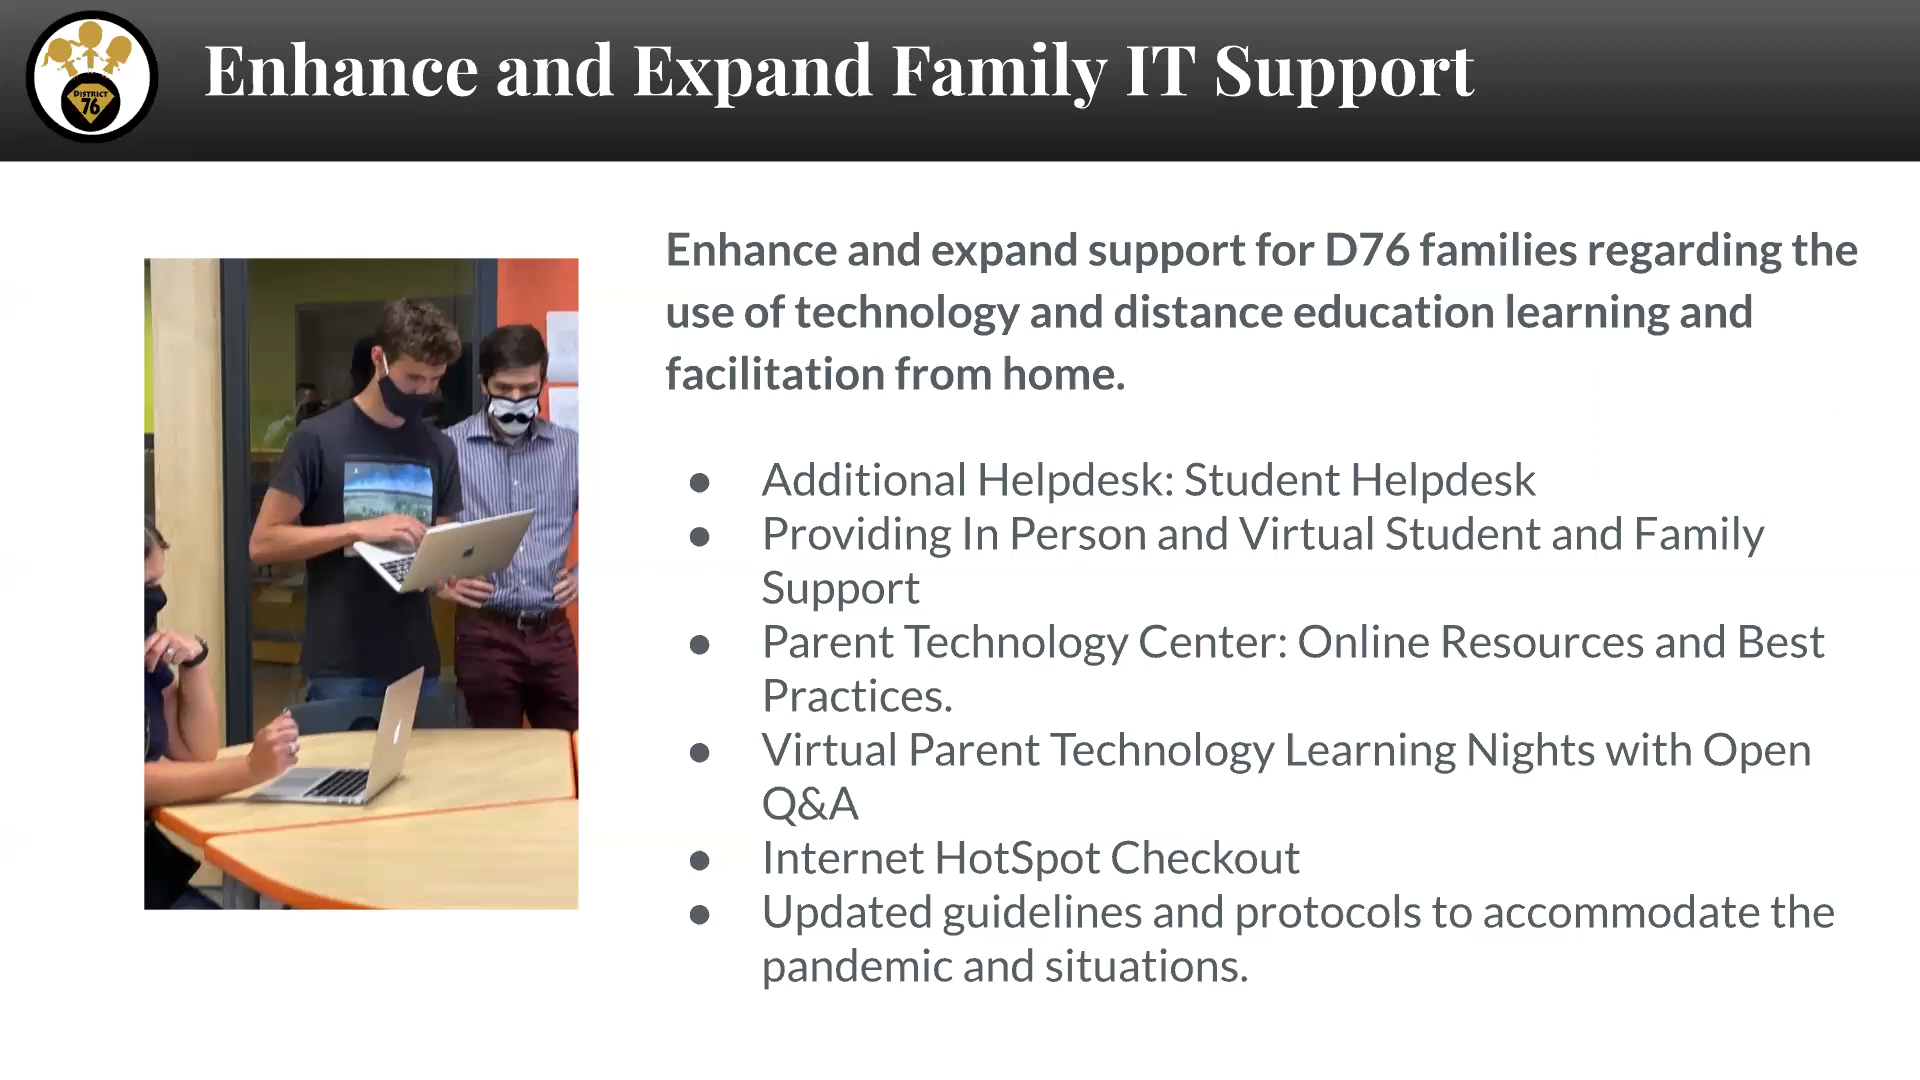 DISTRICT
76
Enhance and Expand Family IT Support
Enhance and expand support for D76 families regarding the
use of technology and distance education learning and
facilitation from home.
● Additional Helpdesk: Student Helpdesk
● Providing In Person and Virtual Student and Family
Support
● Parent Technology Center: Online Resources and Best
Practices.
● Virtual Parent Technology Learning Nights with Open
Q&A
● Internet HotSpot Checkout
● Updated guidelines and protocols to accommodate the
pandemic and situations.